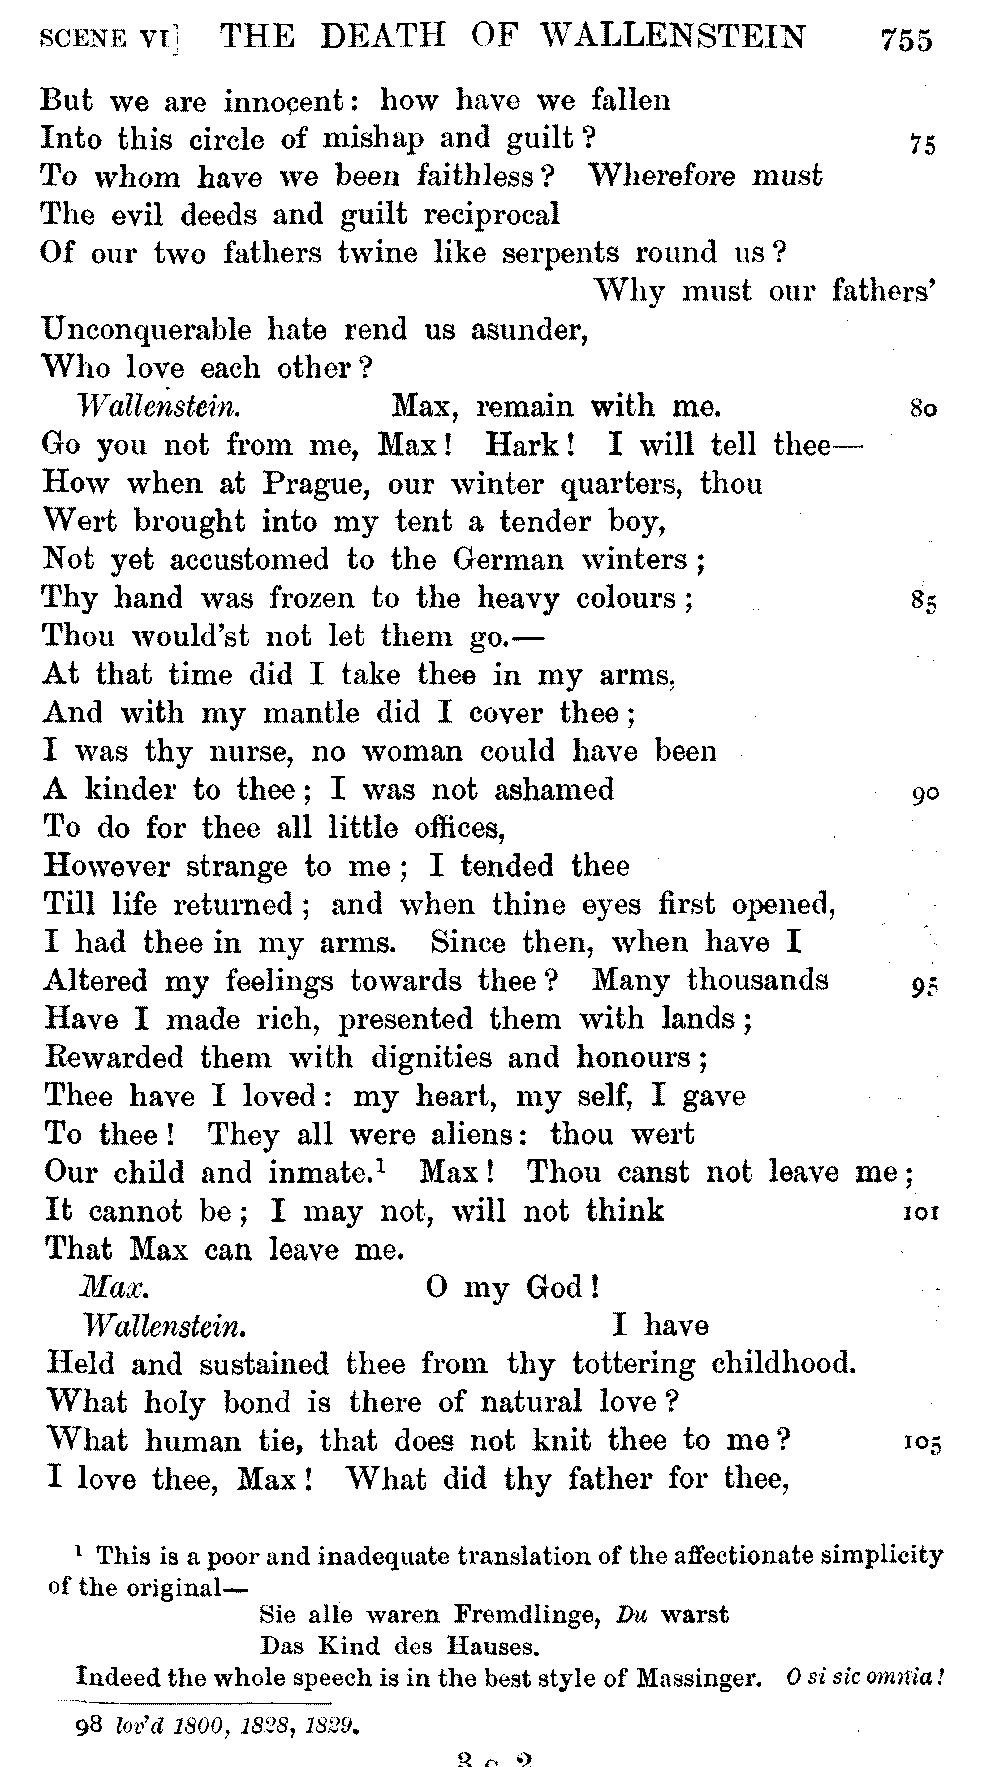 SCENE VI] THE DEATH OF WALLENSTEIN 755
But we are innocent: how have we fallen
Into this circle of mishap and guilt? 75
To whom have we been faithless? Wherefore must
The evil deeds and guilt reciprocal
Of our two fathers twine like serpents round us?
Why must our fathers'
Unconquerable hate rend us asunder,
Who love each other?
Wallenstein. Max, remain with me. 80
Go you not from me, Max! Hark! I will tell thee—
How when at Prague, our winter quarters, thou
Wert brought into my tent a tender boy,
Not yet accustomed to the German winters;
Thy hand was frozen to the heavy colours; 85
Thou would'st not let them go.—
At that time did I take thee in my arms,
And with my mantle did I cover thee;
I was thy nurse, no woman could have been
A kinder to thee; I was not ashamed 90
To do for thee all little offices,
However strange to me; I tended thee
Till life returned; and when thine eyes first opened,
I had thee in my arms. Since then, when have I
Altered my feelings towards thee? Many thousands 95
Have I made rich, presented them with lands;
Rewarded them with dignities and honours;
Thee have I loved: my heart, my self, I gave
To thee! They all were aliens: thou wert
Our child and inmate.¹ Max! Thou canst not leave me;
It cannot be; I may not, will not think 101
That Max can leave me.
Max. O my God!
Wallenstein. I have
Held and sustained thee from thy tottering childhood.
What holy bond is there of natural love?
What human tie, that does not knit thee to me? 105
I love thee, Max! What did thy father for thee,
¹ This is a poor and inadequate translation of the affectionate simplicity
of the original—
Sie alle waren Fremdlinge, Du warst
Das Kind des Hauses.
Indeed the whole speech is in the best style of Massinger. O si sic omnia!
98 lov'd 1800, 1828, 1829.
3 c 2